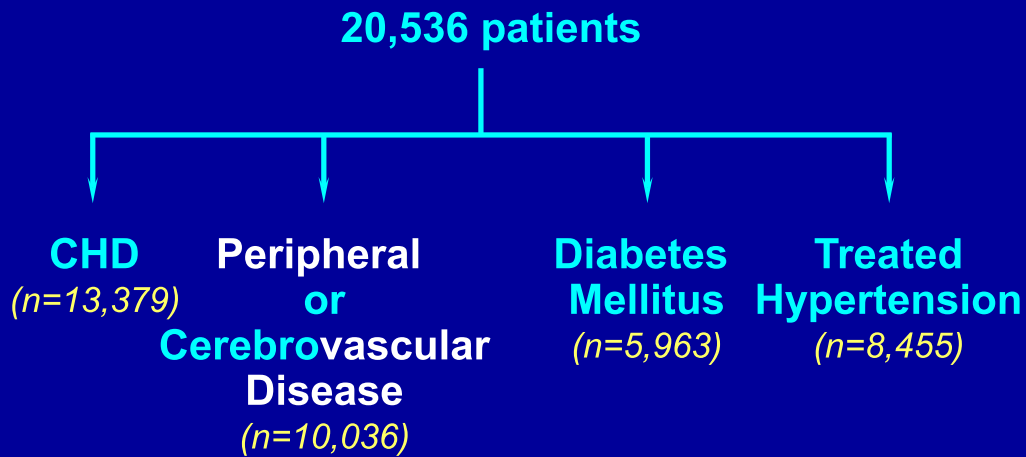 20,536 patients
CHD
(n=13,379)
Peripheral
or
Cerebrovascular
Disease
(n=10,036)
Diabetes
Mellitus
(n=5,963)
Treated
Hypertension
(n=8,455)